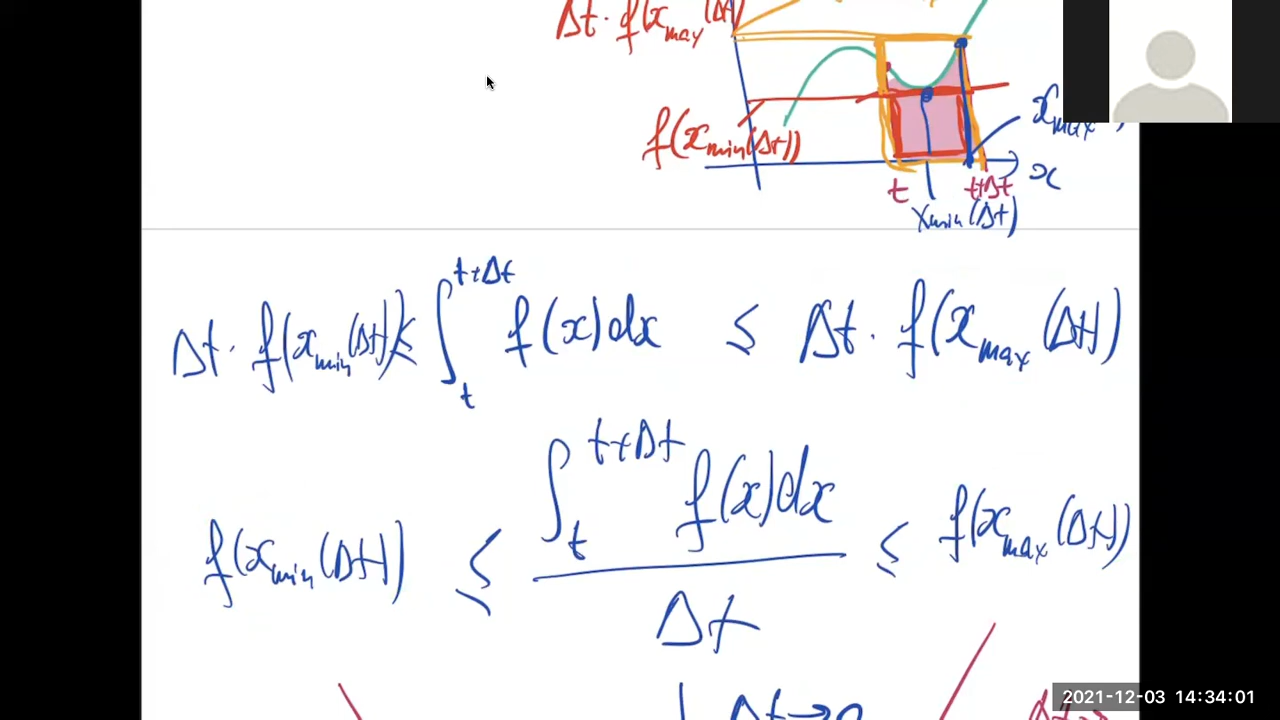 Δt · f(x_max (Δt)
f(x_min(Δt))
x_max
x
t
t+Δt
x_min(Δt)
Δt · f(x_min(Δt)) ≤ ∫_t^{t+Δt} f(x)dx ≤ Δt · f(x_max (Δt))
f(x_min(Δt)) ≤ ∫_t^{t+Δt} f(x)dx / Δt ≤ f(x_max(Δt))
Δt→0
2021-12-03 14:34:01